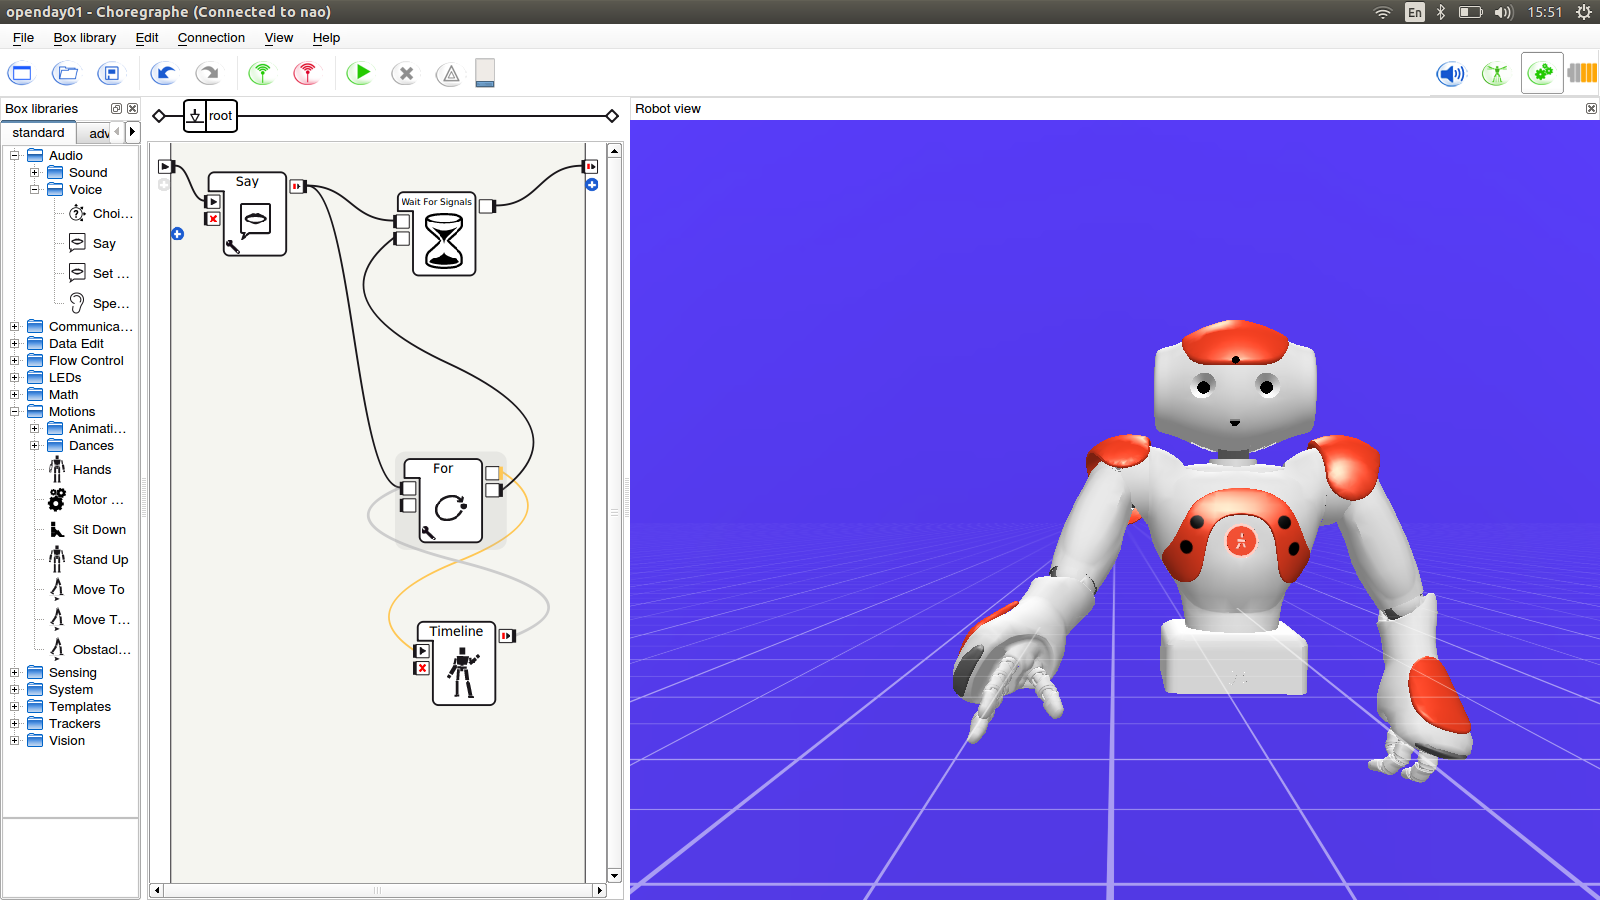 openday01 - Choregraphe (Connected to nao)
En
15:51
File Box library Edit Connection View Help
Box libraries
standard adv
Audio
Sound
Voice
Choi...
Say
Set ...
Spe...
Communica...
Data Edit
Flow Control
LEDs
Math
Motions
Animati...
Dances
Hands
Motor ...
Sit Down
Stand Up
Move To
Move T...
Obstacl...
Sensing
System
Templates
Trackers
Vision
root
Say
Wait For Signals
For
Timeline
Robot view